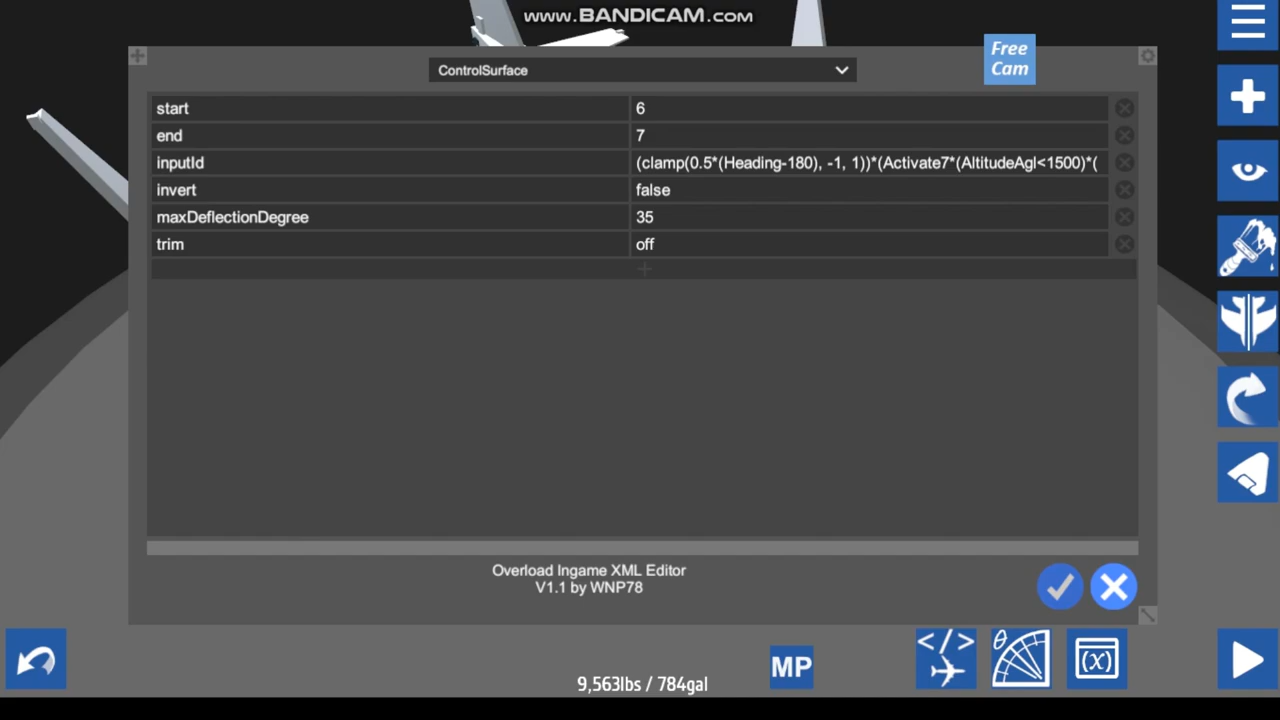 www.BANDICAM.com
Free
Cam
ControlSurface
start 6
end 7
inputId (clamp(0.5*(Heading-180), -1, 1))*(Activate7*(AltitudeAgl<1500)*(
invert false
maxDeflectionDegree 35
trim off
Overload Ingame XML Editor
V1.1 by WNP78
MP
</>
θ
(x)
9,563lbs / 784gal